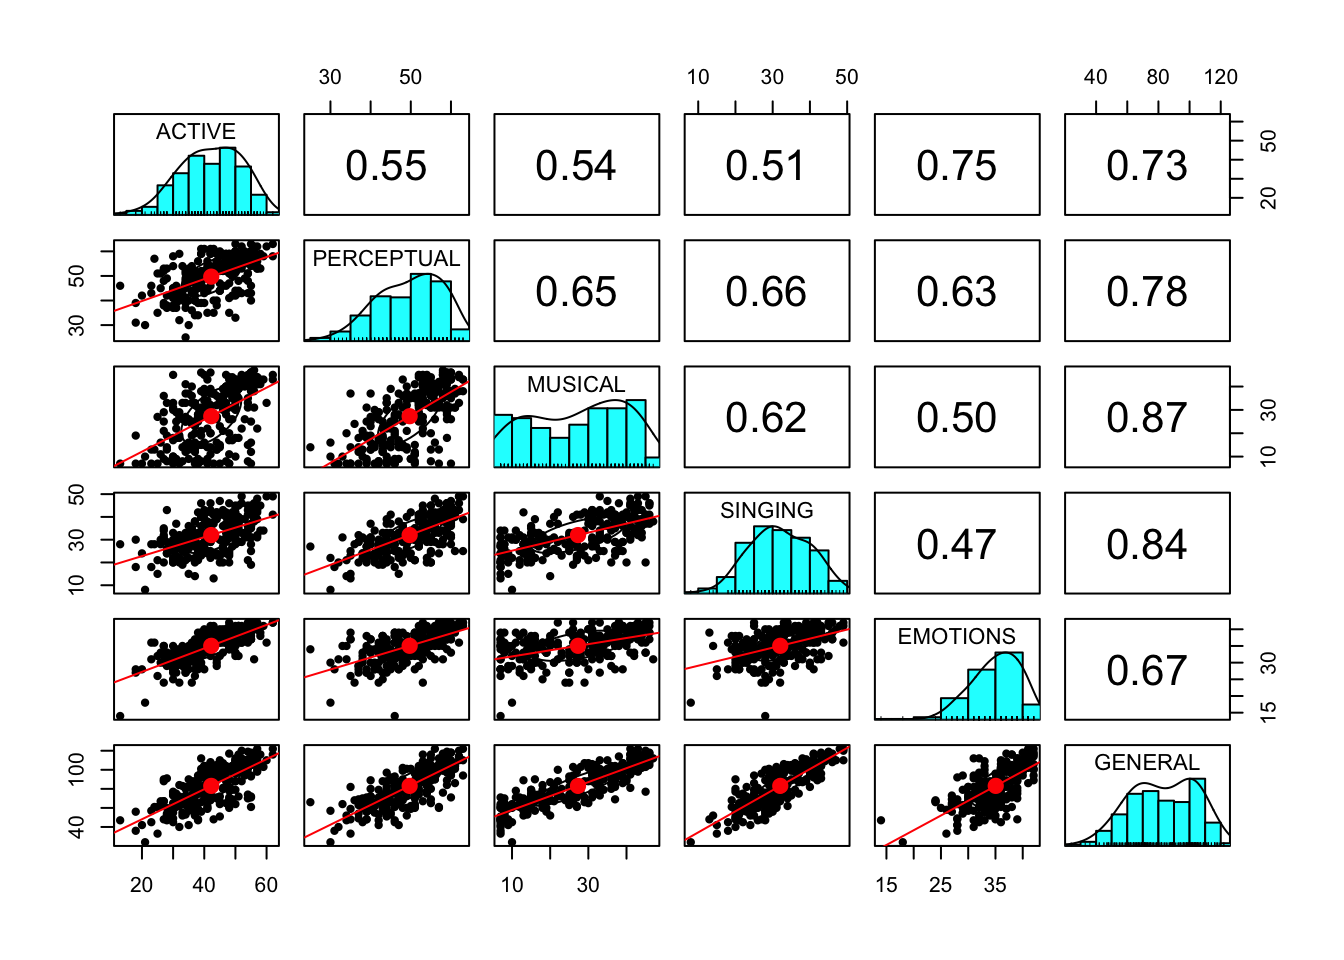 30 50 10 30 50 40 80 120
ACTIVE 0.55 0.54 0.51 0.75 0.73 20 50
30 50 PERCEPTUAL 0.65 0.66 0.63 0.78
MUSICAL 0.62 0.50 0.87 10 30
10 30 50 SINGING 0.47 0.84
EMOTIONS 0.67 15 30
40 100 GENERAL
20 40 60 10 30 15 25 35